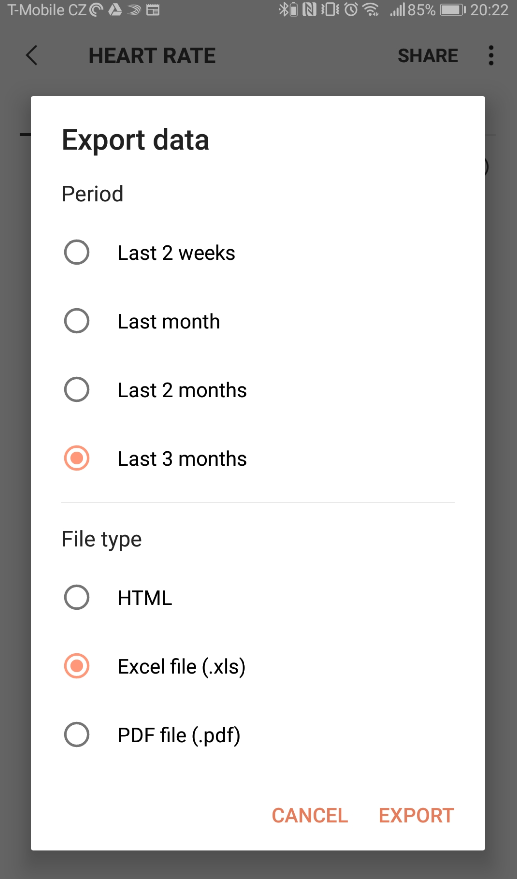 T-Mobile CZ 85% 20:22
HEART RATE SHARE
Export data
Period
Last 2 weeks
Last month
Last 2 months
Last 3 months
File type
HTML
Excel file (.xls)
PDF file (.pdf)
CANCEL EXPORT